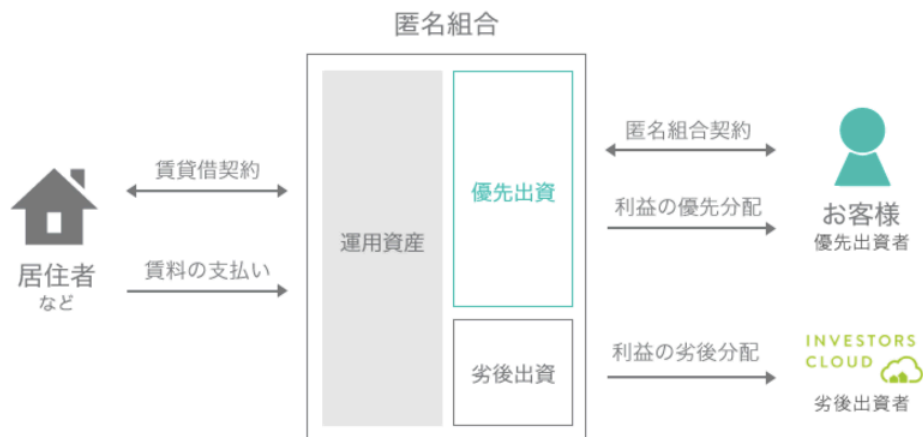 匿名組合
賃貸借契約
賃料の支払い
居住者
など
運用資産
優先出資
劣後出資
匿名組合契約
利益の優先分配
お客様
優先出資者
利益の劣後分配
INVESTORS
CLOUD
劣後出資者